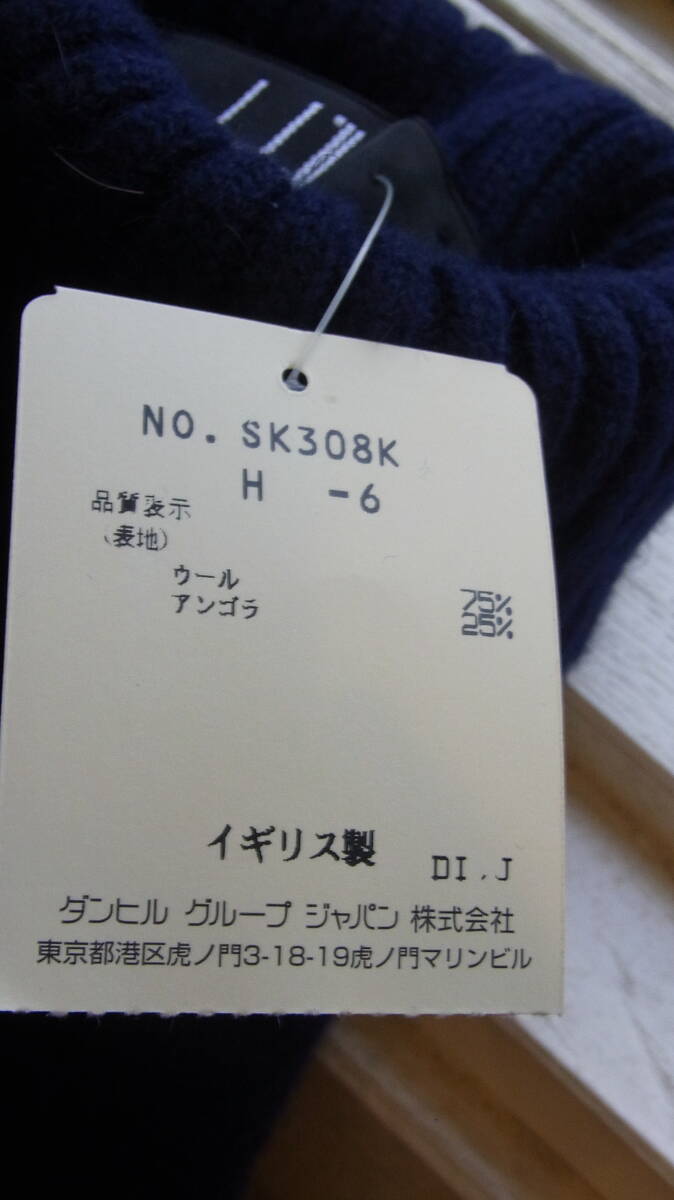 NO. SK308K
H -6
品質表示
(表地)
ウール 75%
アンゴラ 25%
イギリス製 DI.J
ダンヒル グループ ジャパン 株式会社
東京都港区虎ノ門3-18-19虎ノ門マリンビル